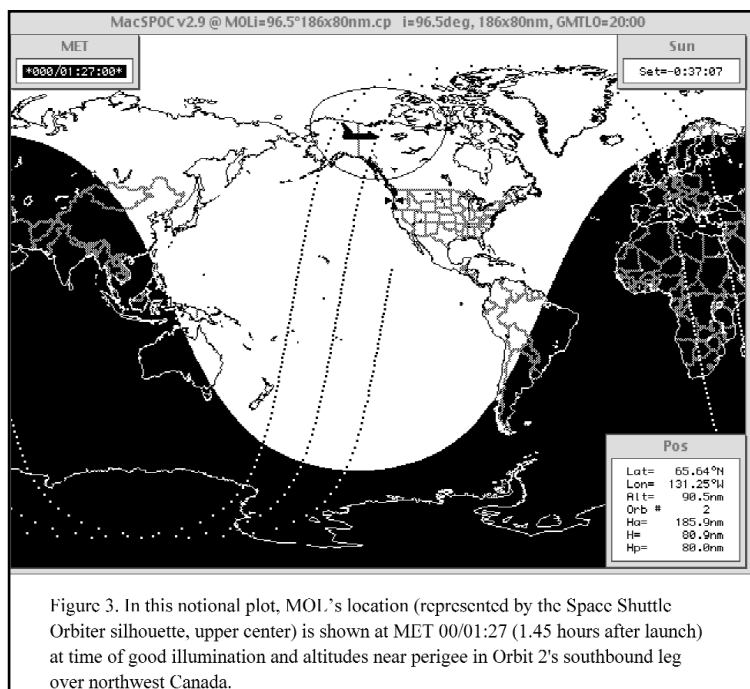 MacSPOC v2.9 @ MOLi=96.5°186x80nm.cp i=96.5deg, 186x80nm, GMTLO=20:00
MET
*000/01:27:00*
Sun
Set=-0:37:07
Pos
Lat= 65.64°N
Lon= 131.25°W
Alt= 90.5nm
Orb # 2
Ha= 185.9nm
H= 80.9nm
Hp= 80.0nm
Figure 3. In this notional plot, MOL's location (represented by the Space Shuttle
Orbiter silhouette, upper center) is shown at MET 00/01:27 (1.45 hours after launch)
at time of good illumination and altitudes near perigee in Orbit 2's southbound leg
over northwest Canada.